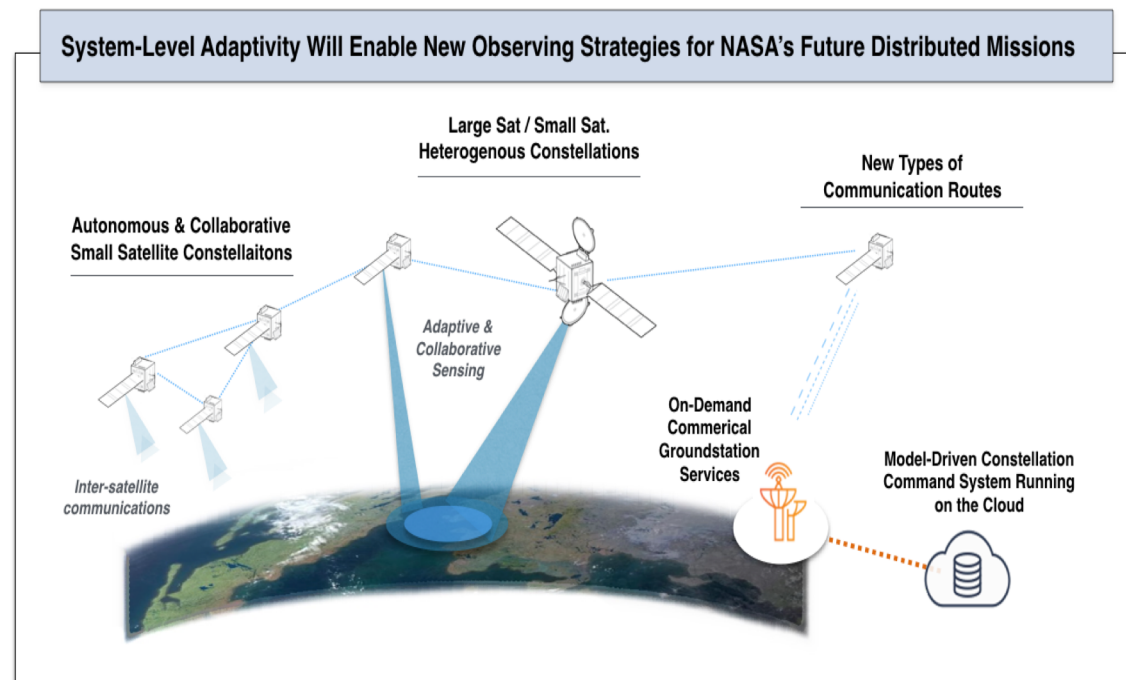 System-Level Adaptivity Will Enable New Observing Strategies for NASA's Future Distributed Missions
Large Sat / Small Sat.
Heterogenous Constellations
New Types of
Communication Routes
Autonomous & Collaborative
Small Satellite Constellaitons
Adaptive &
Collaborative
Sensing
On-Demand
Commerical
Groundstation
Services
Model-Driven Constellation
Command System Running
on the Cloud
Inter-satellite
communications